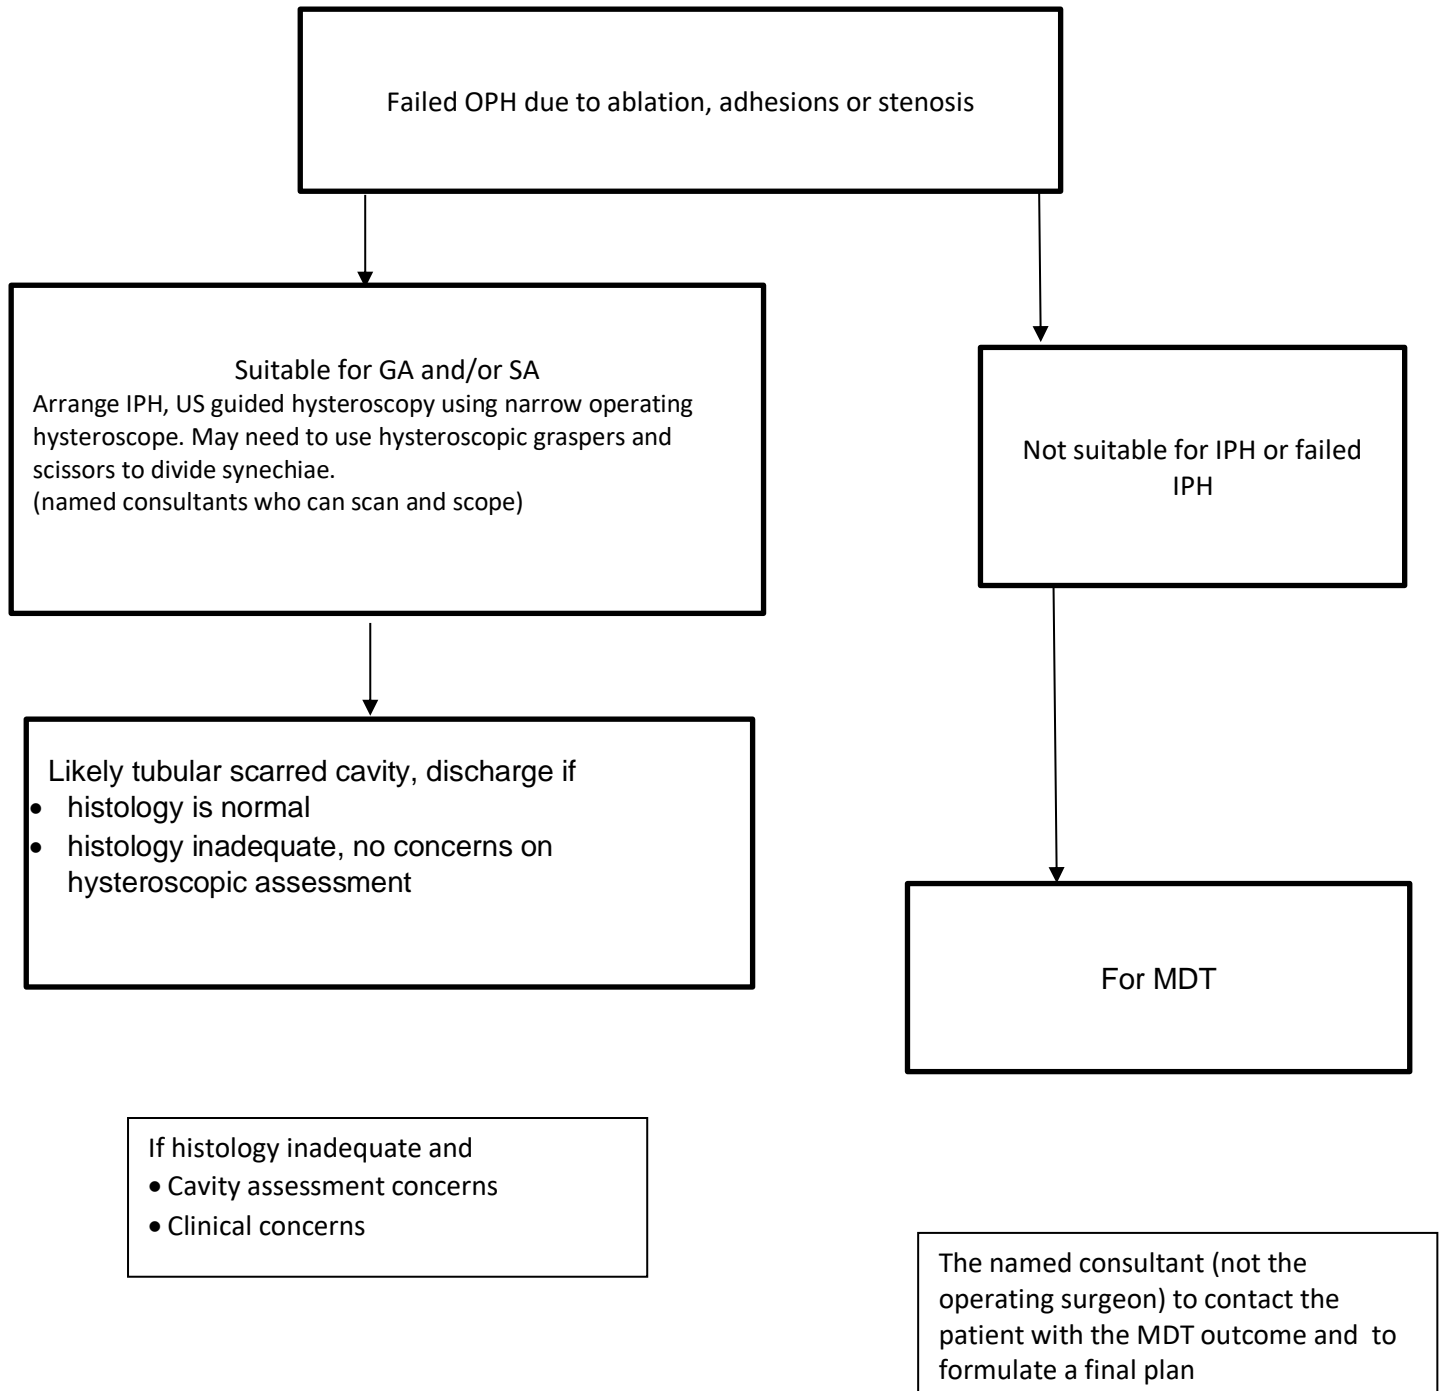 Failed OPH due to ablation, adhesions or stenosis
Suitable for GA and/or SA
Arrange IPH, US guided hysteroscopy using narrow operating
hysteroscope. May need to use hysteroscopic graspers and
scissors to divide synechiae.
(named consultants who can scan and scope)
Not suitable for IPH or failed
IPH
Likely tubular scarred cavity, discharge if
• histology is normal
• histology inadequate, no concerns on
hysteroscopic assessment
For MDT
If histology inadequate and
• Cavity assessment concerns
• Clinical concerns
The named consultant (not the
operating surgeon) to contact the
patient with the MDT outcome and to
formulate a final plan